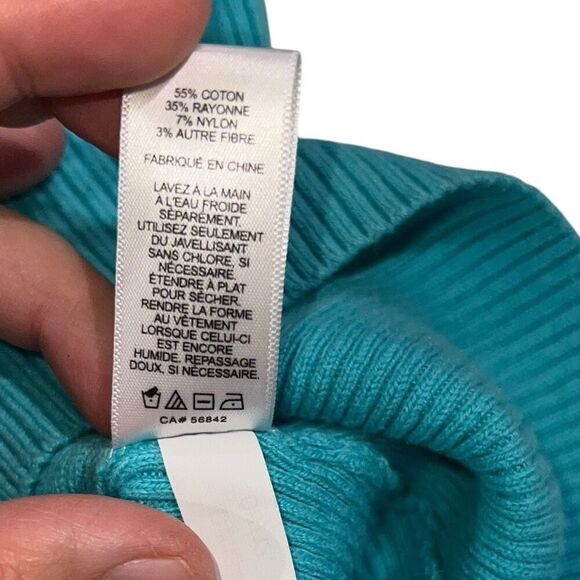 55% COTON
35% RAYONNE
7% NYLON
3% AUTRE FIBRE
FABRIQUÉ EN CHINE
LAVEZ À LA MAIN
À L'EAU FROIDE
SÉPARÉMENT.
UTILISEZ SEULEMENT
DU JAVELLISANT
SANS CHLORE, SI
NÉCESSAIRE.
ÉTENDRE À PLAT
POUR SÉCHER.
RENDRE LA FORME
AU VÊTEMENT
LORSQUE CELUI-CI
EST ENCORE
HUMIDE. REPASSAGE
DOUX, SI NÉCESSAIRE.
CA# 56842